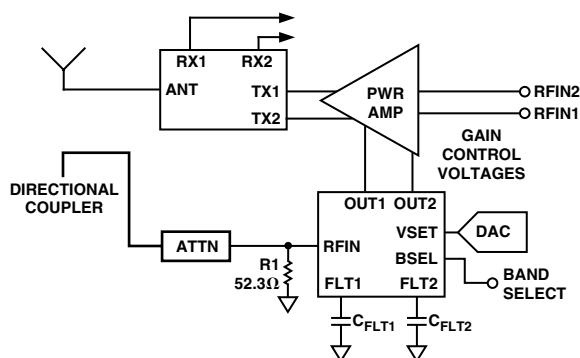 RX1 RX2
ANT
TX1
TX2
PWR
AMP
RFIN2
RFIN1
GAIN
CONTROL
VOLTAGES
DIRECTIONAL
COUPLER
ATTN
R1
52.3Ω
OUT1 OUT2
RFIN
VSET
BSEL
FLT1 FLT2
DAC
BAND
SELECT
CFLT1
CFLT2